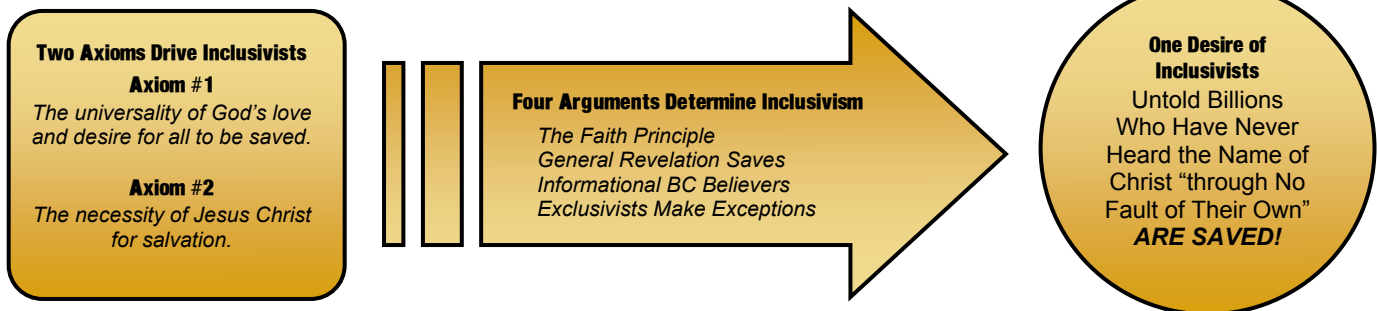 Two Axioms Drive Inclusivists
Axiom #1
The universality of God’s love
and desire for all to be saved.
Axiom #2
The necessity of Jesus Christ
for salvation.
Four Arguments Determine Inclusivism
The Faith Principle
General Revelation Saves
Informational BC Believers
Exclusivists Make Exceptions
One Desire of
Inclusivists
Untold Billions
Who Have Never
Heard the Name of
Christ “through No
Fault of Their Own”
ARE SAVED!